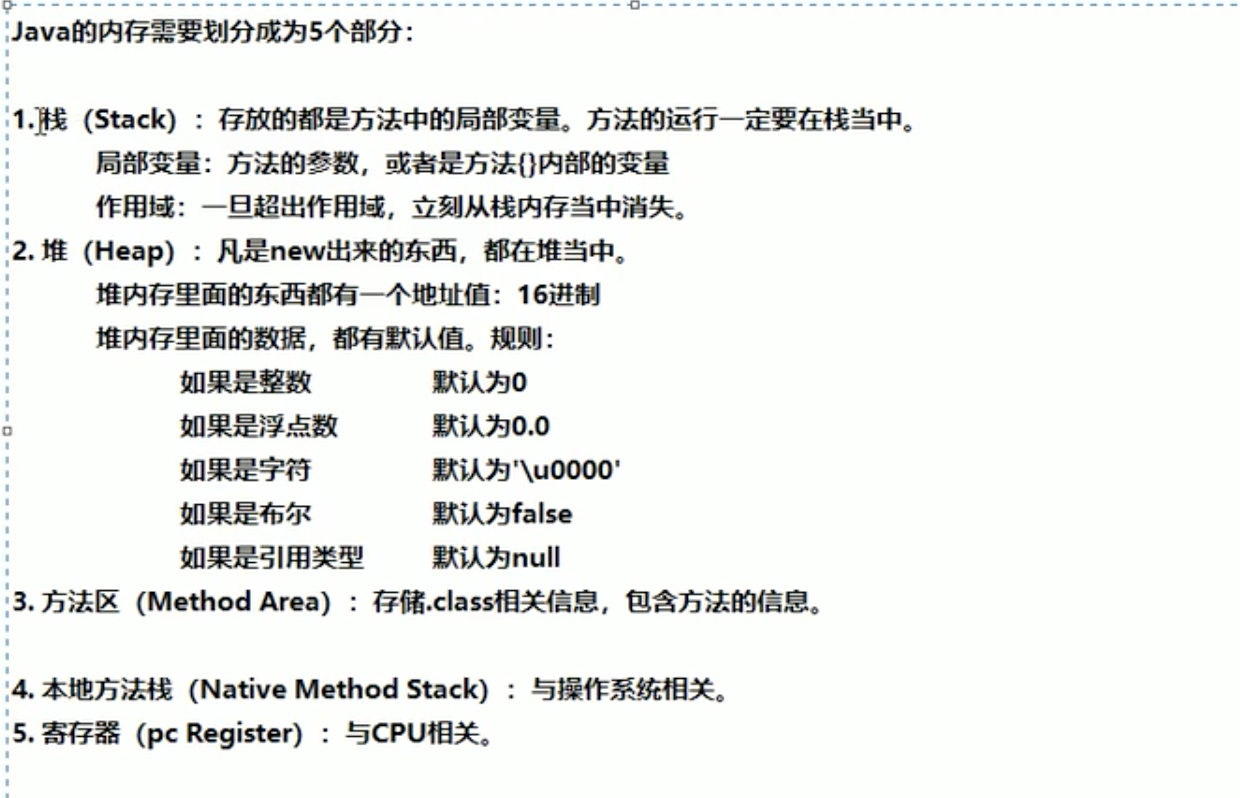 Java的内存需要划分成为5个部分：
1. 栈（Stack）：存放的都是方法中的局部变量。方法的运行一定要在栈当中。
局部变量：方法的参数，或者是方法{}内部的变量
作用域：一旦超出作用域，立刻从栈内存当中消失。
2. 堆（Heap）：凡是new出来的东西，都在堆当中。
堆内存里面的东西都有一个地址值：16进制
堆内存里面的数据，都有默认值。规则：
如果是整数 默认为0
如果是浮点数 默认为0.0
如果是字符 默认为'\u0000'
如果是布尔 默认为false
如果是引用类型 默认为null
3. 方法区（Method Area）：存储.class相关信息，包含方法的信息。
4. 本地方法栈（Native Method Stack）：与操作系统相关。
5. 寄存器（pc Register）：与CPU相关。